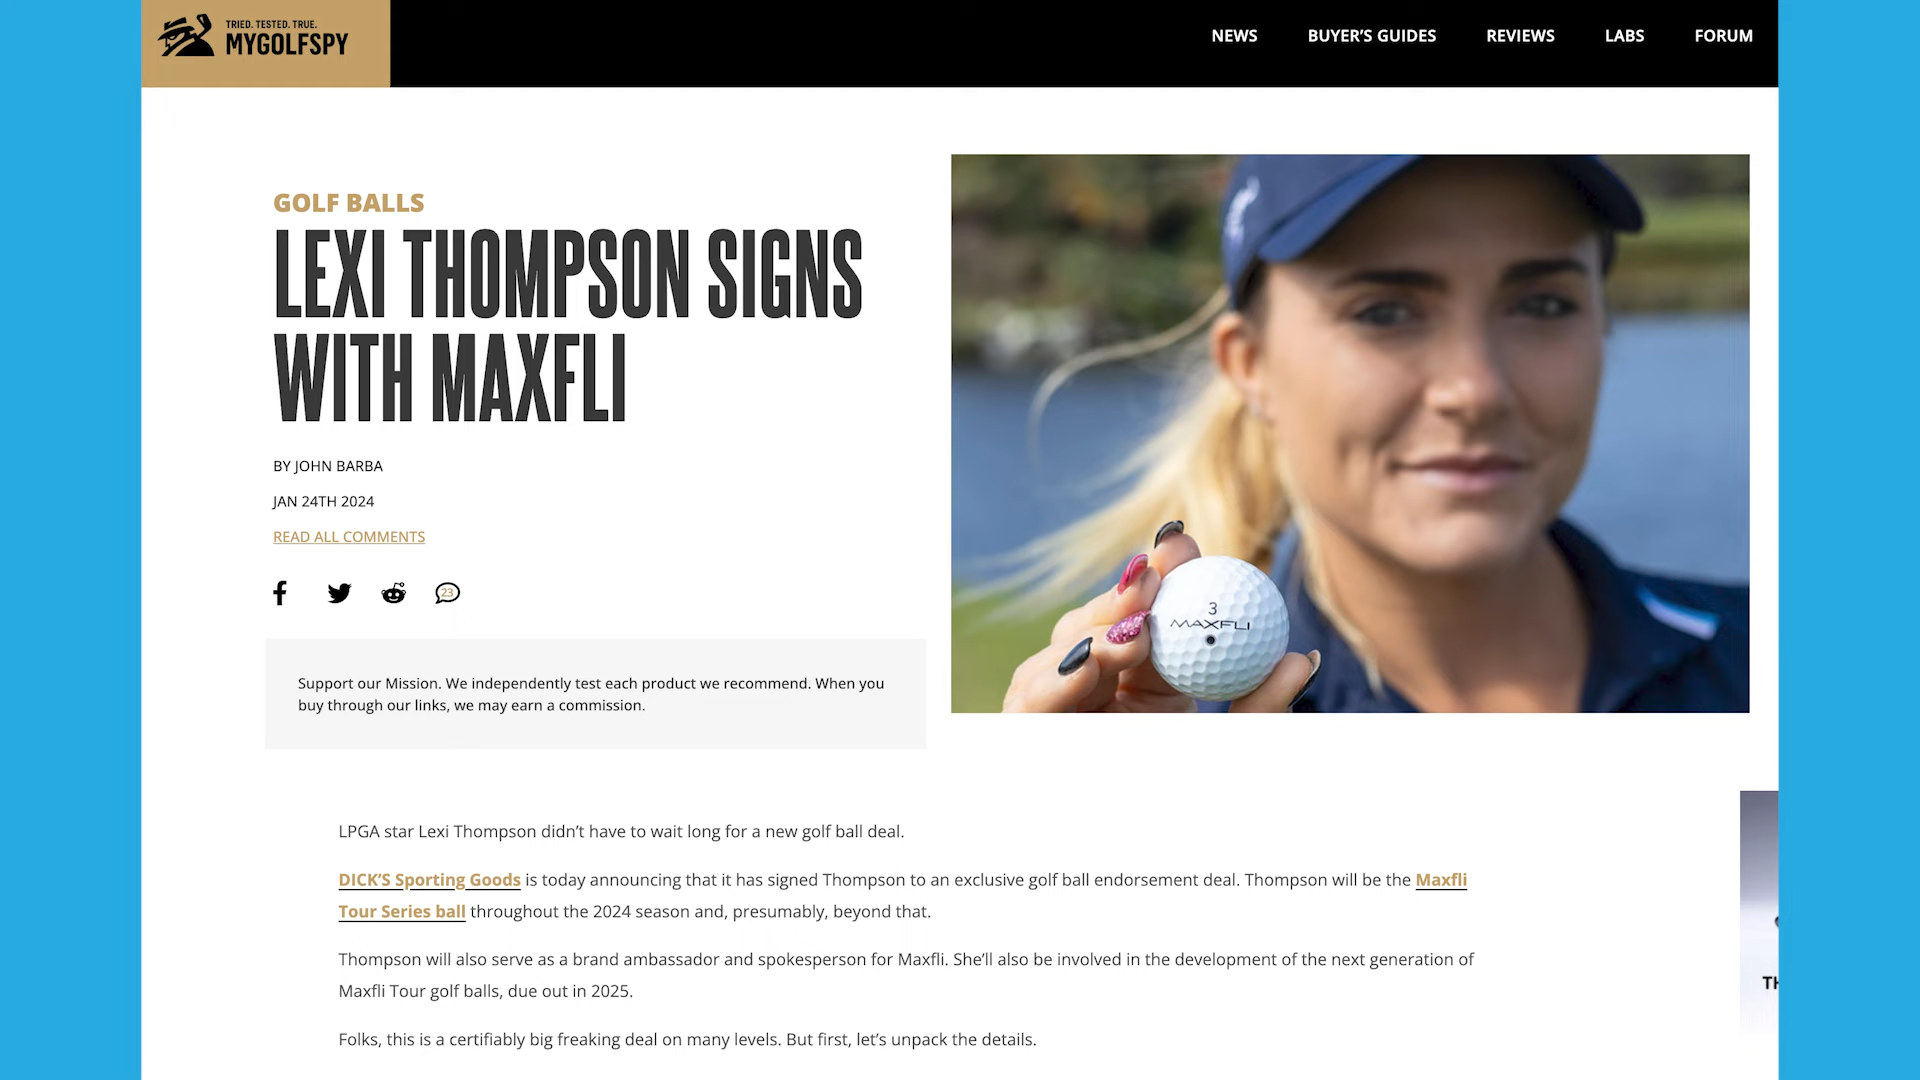 TRIED. TESTED. TRUE.
MYGOLFSPY
NEWS
BUYER'S GUIDES
REVIEWS
LABS
FORUM
GOLF BALLS
LEXI THOMPSON SIGNS
WITH MAXFLI
BY JOHN BARBA
JAN 24TH 2024
READ ALL COMMENTS
23
Support our Mission. We independently test each product we recommend. When you
buy through our links, we may earn a commission.
3
MAXFLI
LPGA star Lexi Thompson didn't have to wait long for a new golf ball deal.
DICK'S Sporting Goods is today announcing that it has signed Thompson to an exclusive golf ball endorsement deal. Thompson will be the Maxfli
Tour Series ball throughout the 2024 season and, presumably, beyond that.
Thompson will also serve as a brand ambassador and spokesperson for Maxfli. She'll also be involved in the development of the next generation of
Maxfli Tour golf balls, due out in 2025.
Folks, this is a certifiably big freaking deal on many levels. But first, let's unpack the details.